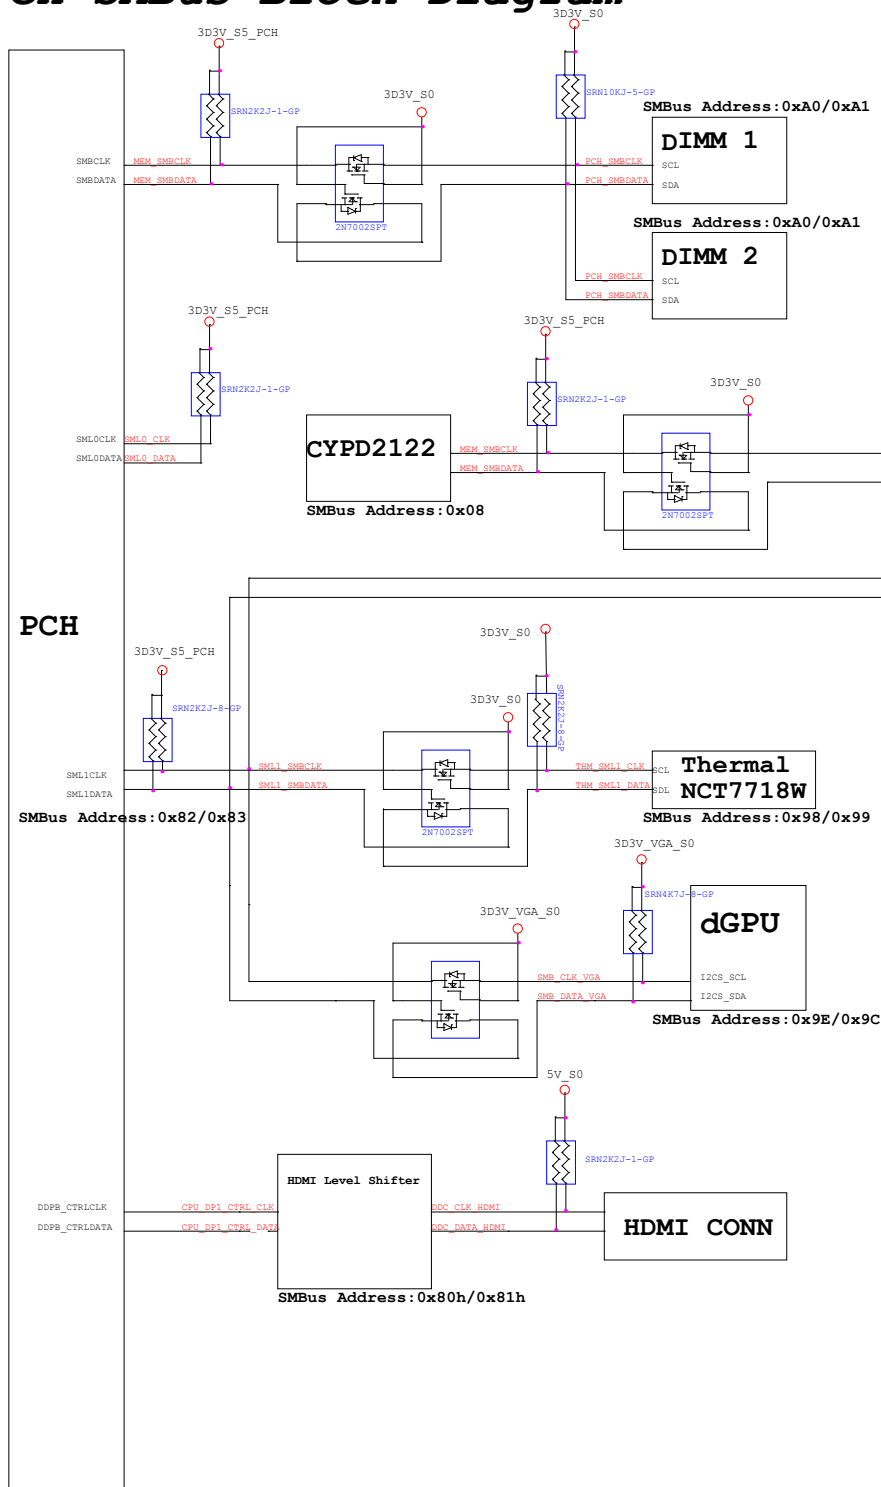 CH SMBus Block Diagram
3D3V_S0
3D3V_S5_PCH
SRN2K2J-1-GP
3D3V_S0
SRN10KJ-5-GP
SMBus Address:0xA0/0xA1
DIMM 1
SMBCLK
MEM_SMBCLK
PCH_SMBCLK
SCL
SMBDATA
MEM_SMBDATA
PCH_SMBDATA
SDA
2N7002SPT
SMBus Address:0xA0/0xA1
DIMM 2
PCH_SMBCLK
SCL
PCH_SMBDATA
SDA
3D3V_S5_PCH
SRN2K2J-1-GP
3D3V_S5_PCH
SRN2K2J-1-GP
3D3V_S0
SML0CLK
SML0_CLK
SML0DATA
SML0_DATA
CYPD2122
MEM_SMBCLK
MEM_SMBDATA
SMBus Address:0x08
2N7002SPT
PCH
3D3V_S5_PCH
SRN2K2J-8-GP
3D3V_S0
3D3V_S0
SRN2K2J-8-GP
SML1CLK
SML1_SMBCLK
THM_SML1_CLK
SCL
SML1DATA
SML1_SMBDATA
THM_SML1_DATA
SDL
Thermal
NCT7718W
SMBus Address:0x82/0x83
2N7002SPT
SMBus Address:0x98/0x99
3D3V_VGA_S0
SRN4K7J-8-GP
3D3V_VGA_S0
dGPU
SMB_CLK_VGA
I2CS_SCL
SMB_DATA_VGA
I2CS_SDA
SMBus Address:0x9E/0x9C
5V_S0
SRN2K2J-1-GP
HDMI Level Shifter
DDPB_CTRLCLK
CPU_DP1_CTRL_CLK
DDC_CLK_HDMI
DDPB_CTRLDATA
CPU_DP1_CTRL_DATA
DDC_DATA_HDMI
HDMI CONN
SMBus Address:0x80h/0x81h